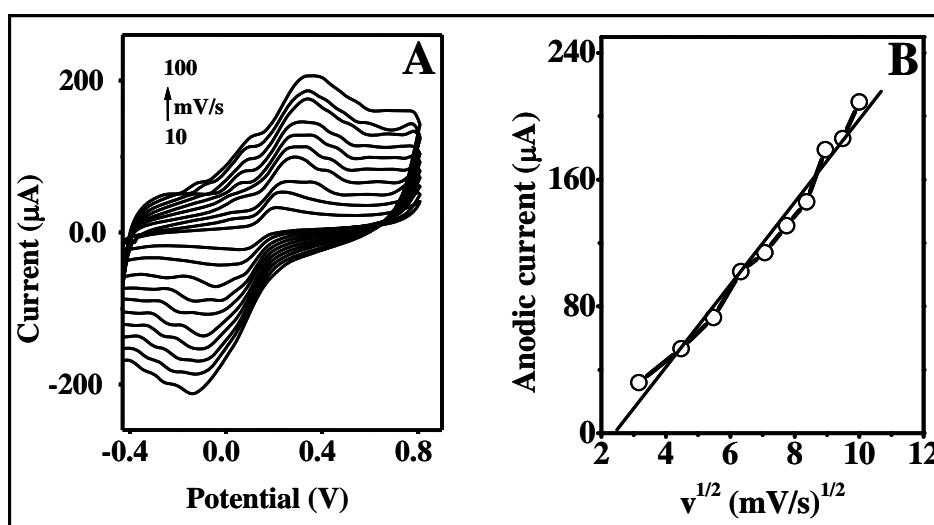 A
100
mV/s
10
200
0.0
-200
Current (μA)
-0.4
0.0
0.4
0.8
Potential (V)
B
240
160
80
0
Anodic current (μA)
2
4
6
8
10
12
v^1/2 (mV/s)^1/2